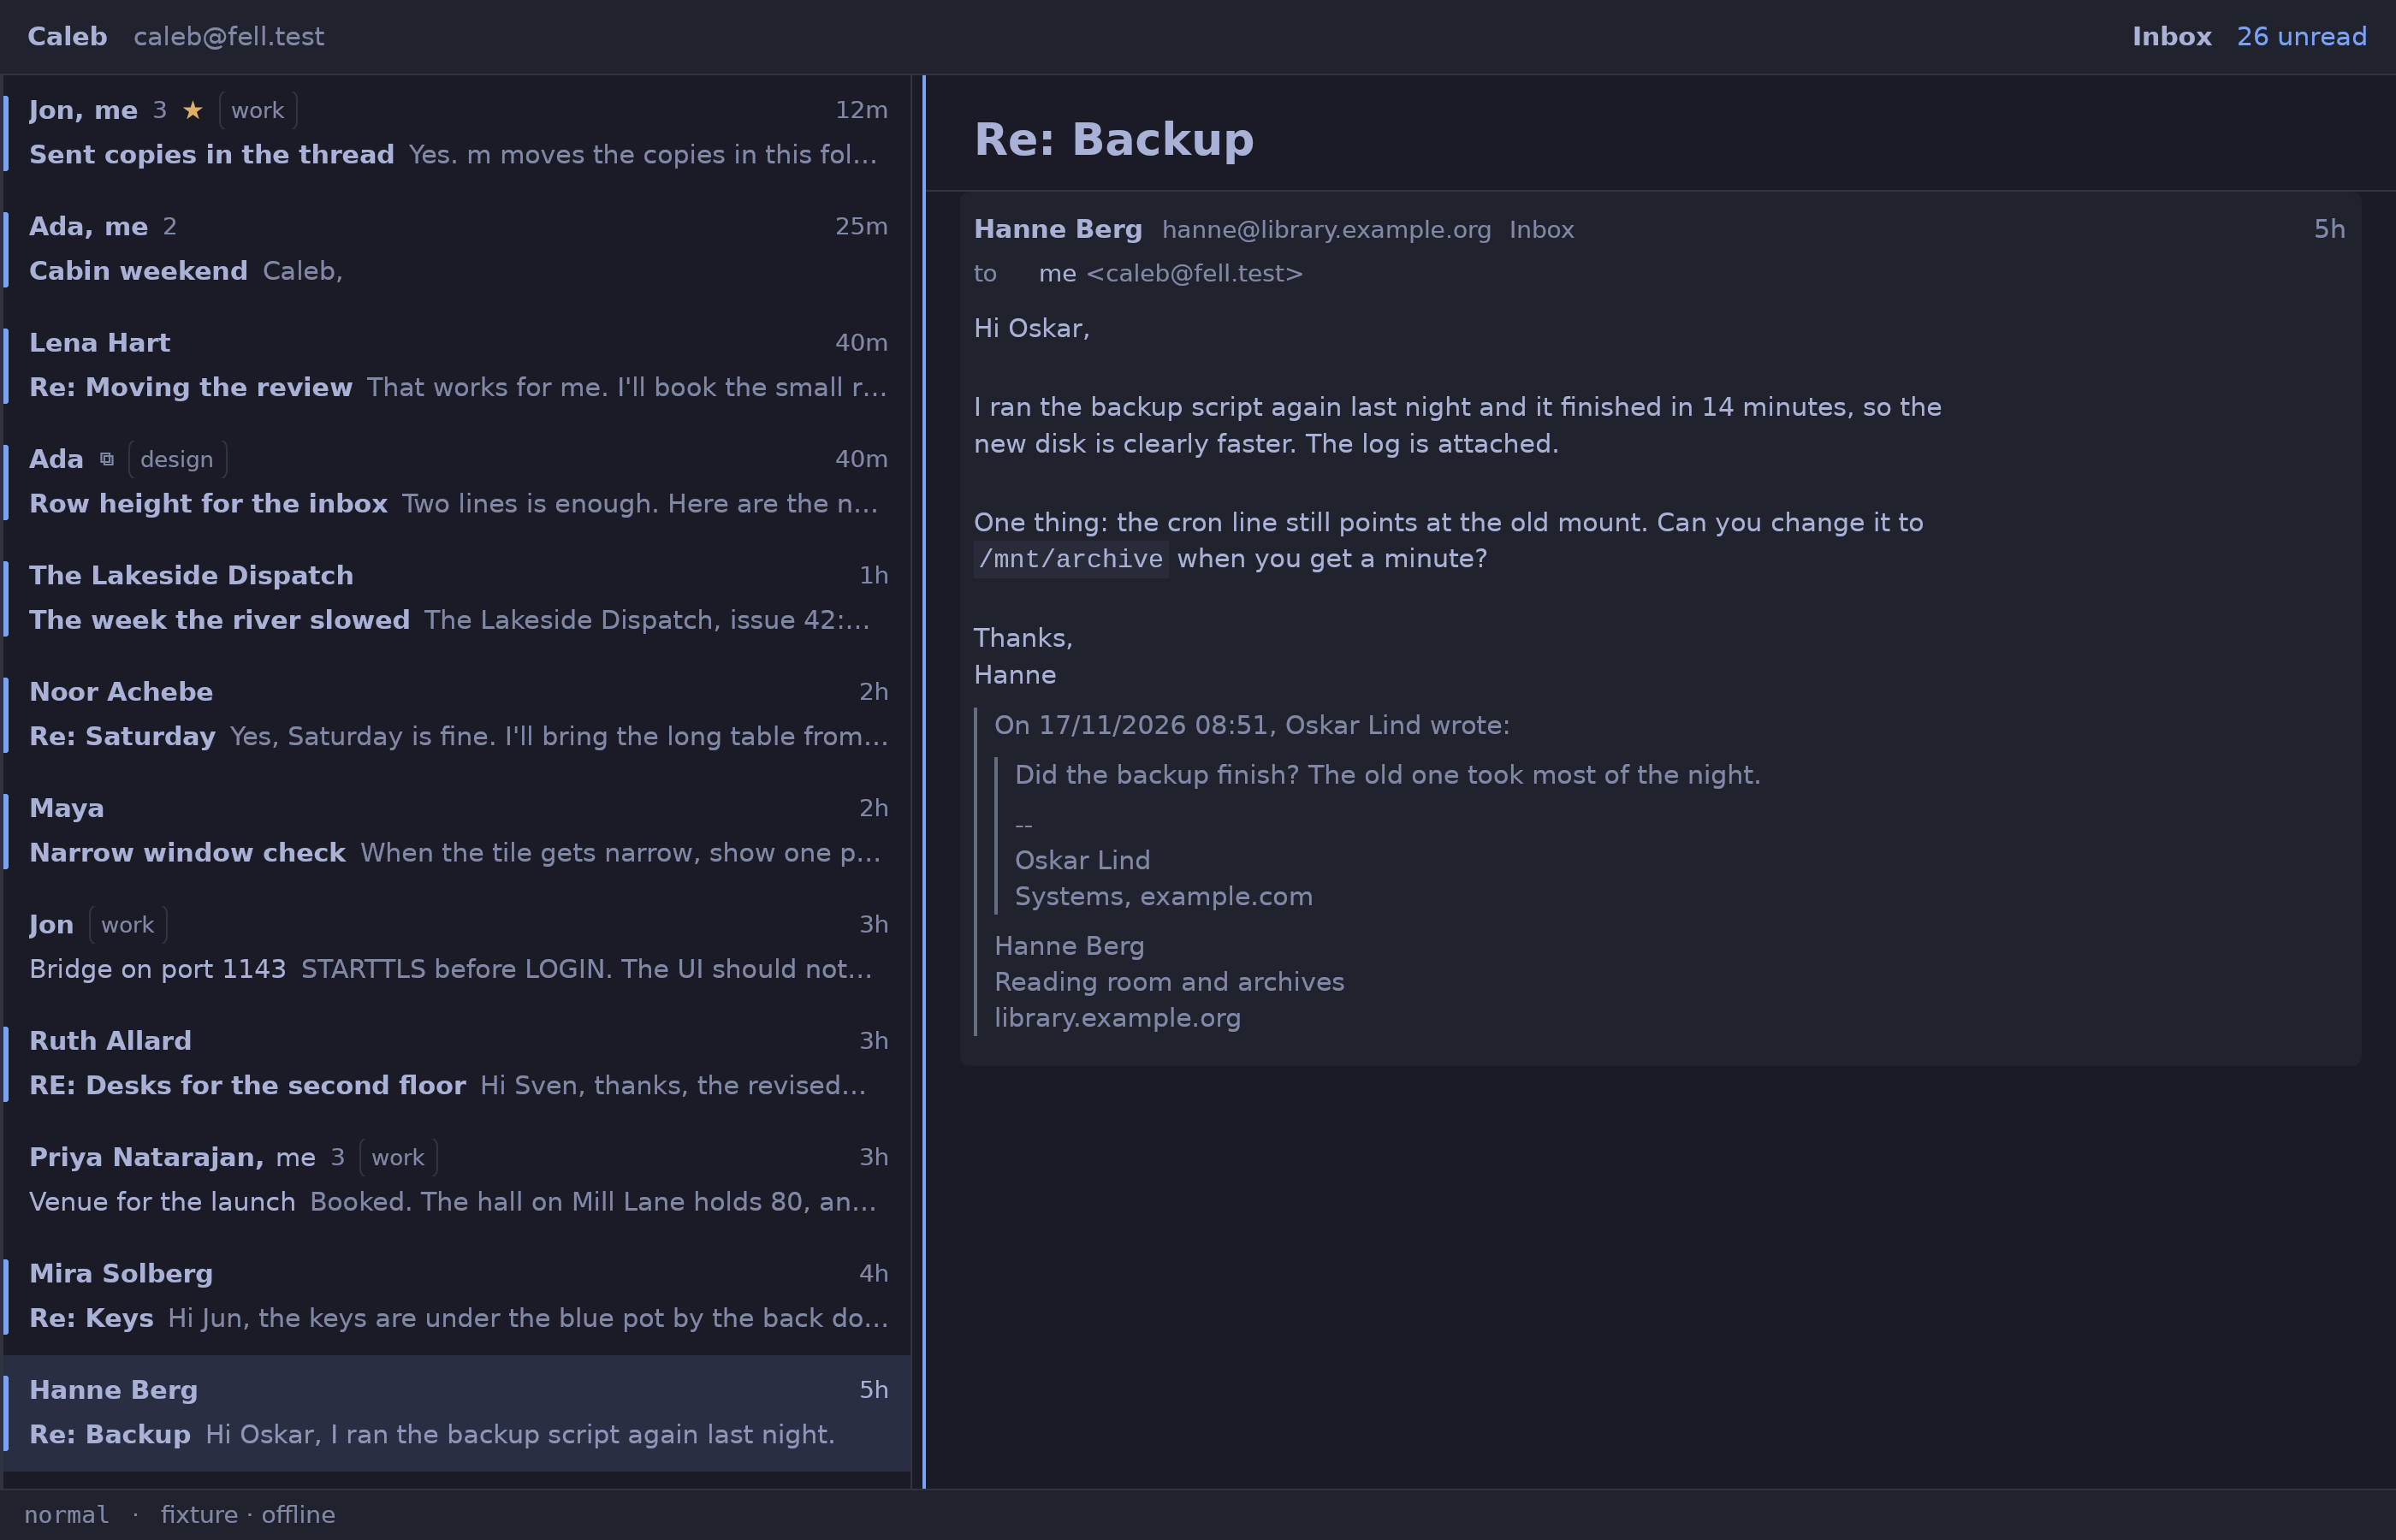 Caleb caleb@fell.test
Inbox 26 unread
Jon, me 3 ★ work 12m
Sent copies in the thread Yes. m moves the copies in this fol…
Ada, me 2 25m
Cabin weekend Caleb,
Lena Hart 40m
Re: Moving the review That works for me. I'll book the small r…
Ada ⧉ design 40m
Row height for the inbox Two lines is enough. Here are the n…
The Lakeside Dispatch 1h
The week the river slowed The Lakeside Dispatch, issue 42:…
Noor Achebe 2h
Re: Saturday Yes, Saturday is fine. I'll bring the long table from…
Maya 2h
Narrow window check When the tile gets narrow, show one p…
Jon work 3h
Bridge on port 1143 STARTTLS before LOGIN. The UI should not…
Ruth Allard 3h
RE: Desks for the second floor Hi Sven, thanks, the revised…
Priya Natarajan, me 3 work 3h
Venue for the launch Booked. The hall on Mill Lane holds 80, an…
Mira Solberg 4h
Re: Keys Hi Jun, the keys are under the blue pot by the back do…
Hanne Berg 5h
Re: Backup Hi Oskar, I ran the backup script again last night.
Re: Backup
Hanne Berg hanne@library.example.org Inbox 5h
to me <caleb@fell.test>
Hi Oskar,
I ran the backup script again last night and it finished in 14 minutes, so the
new disk is clearly faster. The log is attached.
One thing: the cron line still points at the old mount. Can you change it to
/mnt/archive when you get a minute?
Thanks,
Hanne
On 17/11/2026 08:51, Oskar Lind wrote:
Did the backup finish? The old one took most of the night.
--
Oskar Lind
Systems, example.com
Hanne Berg
Reading room and archives
library.example.org
normal · fixture · offline